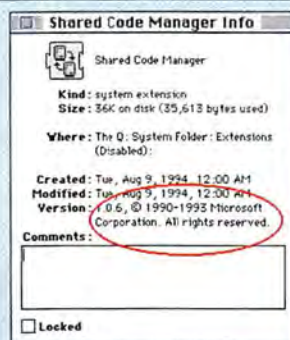 Shared Code Manager Info
Shared Code Manager
Kind: system extension
Size: 36K on disk (35,613 bytes used)
Where: The Q: System Folder: Extensions
(Disabled):
Created: Tue, Aug 9, 1994, 12:00 AM
Modified: Tue, Aug 9, 1994, 12:00 AM
Version: 1.0.6, © 1990-1993 Microsoft
Corporation. All rights reserved.
Comments:
Locked